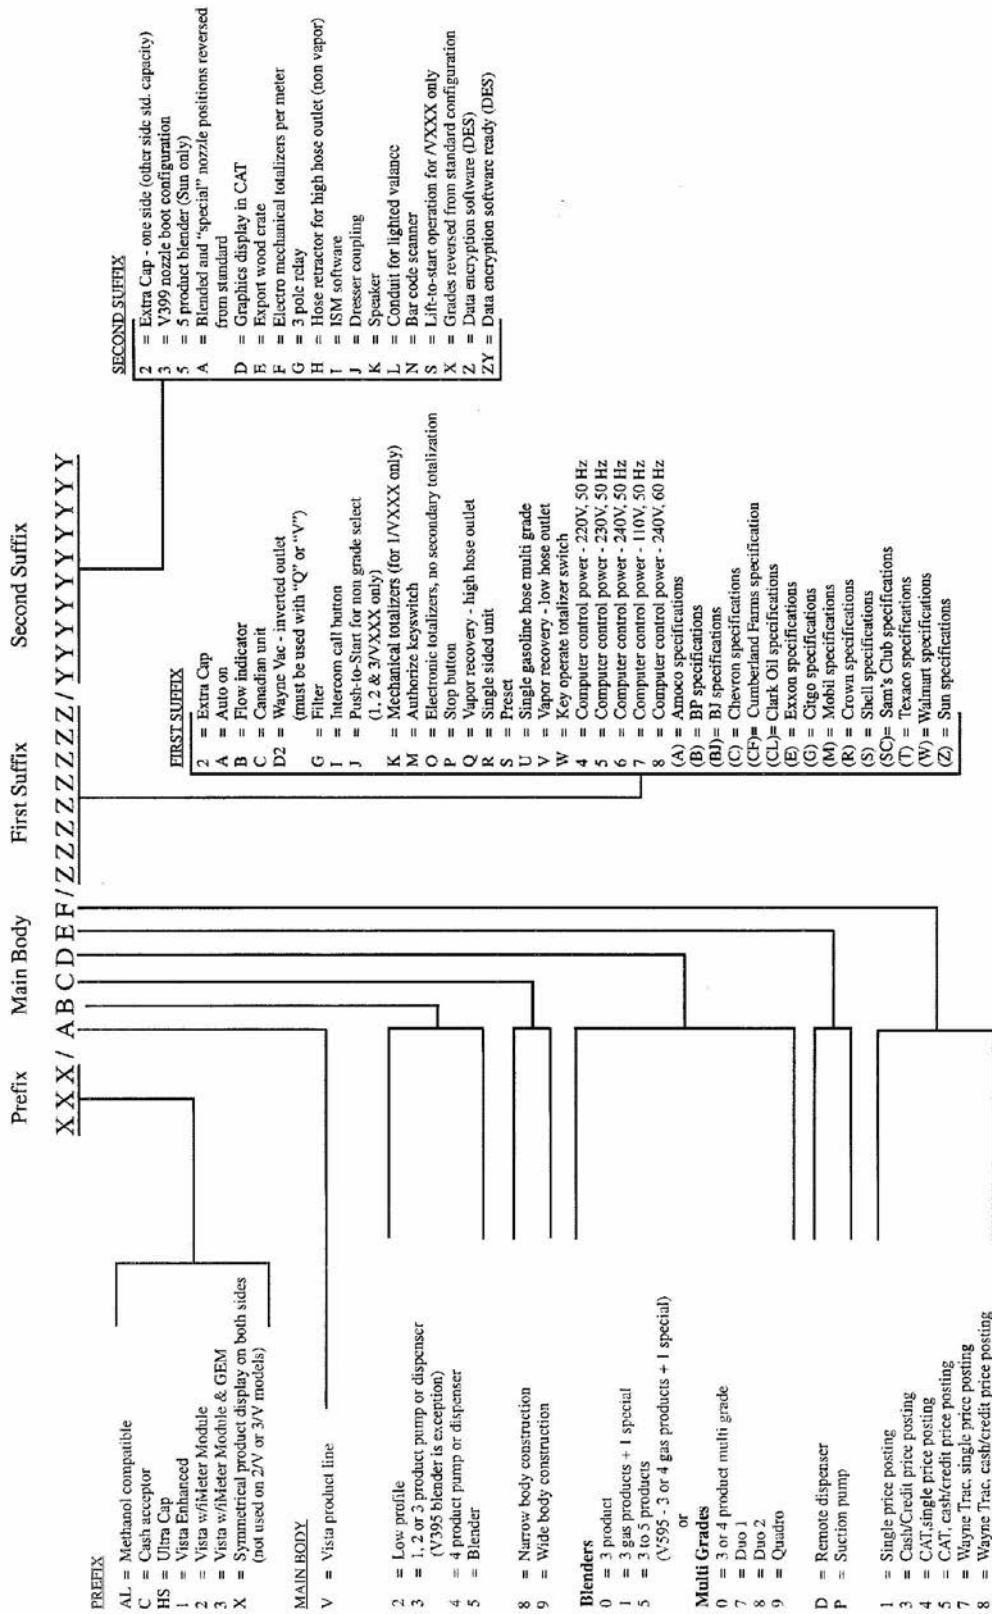 Prefix Main Body First Suffix Second Suffix
XXX / ABCDEF / ZZZZZZZZZ / YYYYYYYYY
PREFIX
AL = Methanol compatible
C = Cash acceptor
HS = Ultra Cap
1 = Vista Enhanced
2 = Vista w/iMeter Module
3 = Vista w/iMeter Module & GEM
X = Symmetrical product display on both sides
(not used on 2/V or 3/V models)
MAIN BODY
V = Vista product line
2 = Low profile
3 = 1, 2 or 3 product pump or dispenser
(V395 blender is exception)
4 = 4 product pump or dispenser
5 = Blender
8 = Narrow body construction
9 = Wide body construction
Blenders
0 = 3 product
1 = 3 gas products + 1 special
5 = 3 to 5 products
(V595 - 3 or 4 gas products + 1 special)
or
Multi Grades
0 = 3 or 4 product multi grade
7 = Duo 1
8 = Duo 2
9 = Quadro
D = Remote dispenser
P = Suction pump
1 = Single price posting
3 = Cash/Credit price posting
4 = CAT,single price posting
5 = CAT, cash/credit price posting
7 = Wayne Trac, single price posting
8 = Wayne Trac, cash/credit price posting
FIRST SUFFIX
2 = Extra Cap
A = Auto on
B = Flow indicator
C = Canadian unit
D2 = Wayne Vac - inverted outlet
(must be used with "Q" or "V")
G = Filter
I = Intercom call button
J = Push-to-Start for non grade select
(1, 2 & 3/VXXX only)
K = Mechanical totalizers (for 1/VXXX only)
M = Authorize keyswitch
O = Electronic totalizers, no secondary totalization
P = Stop button
Q = Vapor recovery - high hose outlet
R = Single sided unit
S = Preset
U = Single gasoline hose multi grade
V = Vapor recovery - low hose outlet
W = Key operate totalizer switch
4 = Computer control power - 220V, 50 Hz
5 = Computer control power - 230V, 50 Hz
6 = Computer control power - 240V, 50 Hz
7 = Computer control power - 110V, 50 Hz
8 = Computer control power - 240V, 60 Hz
(A) = Amoco specifications
(B) = BP specifications
(BJ) = BJ specifications
(C) = Chevron specifications
(CF)= Cumberland Farms specification
(CL)= Clark Oil specifications
(E) = Exxon specifications
(G) = Citgo specifications
(M) = Mobil specifications
(R) = Crown specifications
(S) = Shell specifications
(SC)= Sam's Club specifications
(T) = Texaco specifications
(W) = Walmart specifications
(Z) = Sun specifications
SECOND SUFFIX
2 = Extra Cap - one side (other side std. capacity)
3 = V399 nozzle boot configuration
5 = 5 product blender (Sun only)
A = Blended and "special" nozzle positions reversed
from standard
D = Graphics display in CAT
E = Export wood crate
F = Electro mechanical totalizers per meter
G = 3 pole relay
H = Hose retractor for high hose outlet (non vapor)
I = ISM software
J = Dresser coupling
K = Speaker
L = Conduit for lighted valance
N = Bar code scanner
S = Lift-to-start operation for /VXXX only
X = Grades reversed from standard configuration
Z = Data encryption software (DES)
ZY = Data encryption software ready (DES)